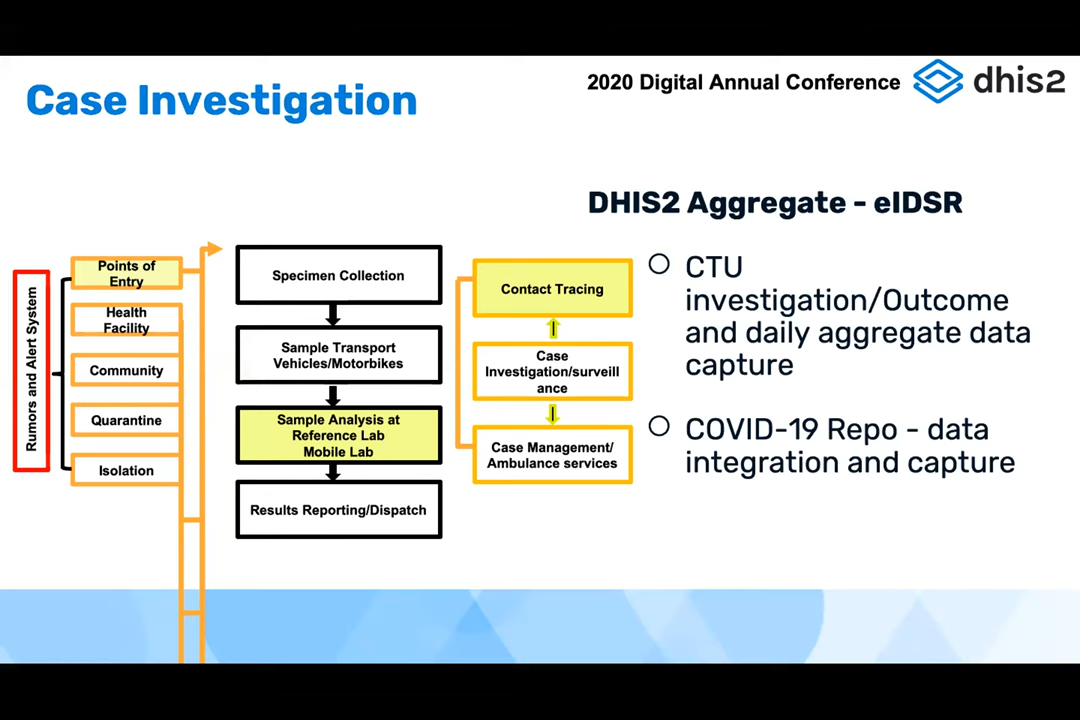 2020 Digital Annual Conference
dhis2
Case Investigation
DHIS2 Aggregate - eIDSR
Rumors and Alert System
Points of
Entry
Health
Facility
Community
Quarantine
Isolation
Specimen Collection
Sample Transport
Vehicles/Motorbikes
Sample Analysis at
Reference Lab
Mobile Lab
Results Reporting/Dispatch
Contact Tracing
Case
Investigation/surveill
ance
Case Management/
Ambulance services
CTU
investigation/Outcome
and daily aggregate data
capture
COVID-19 Repo - data
integration and capture